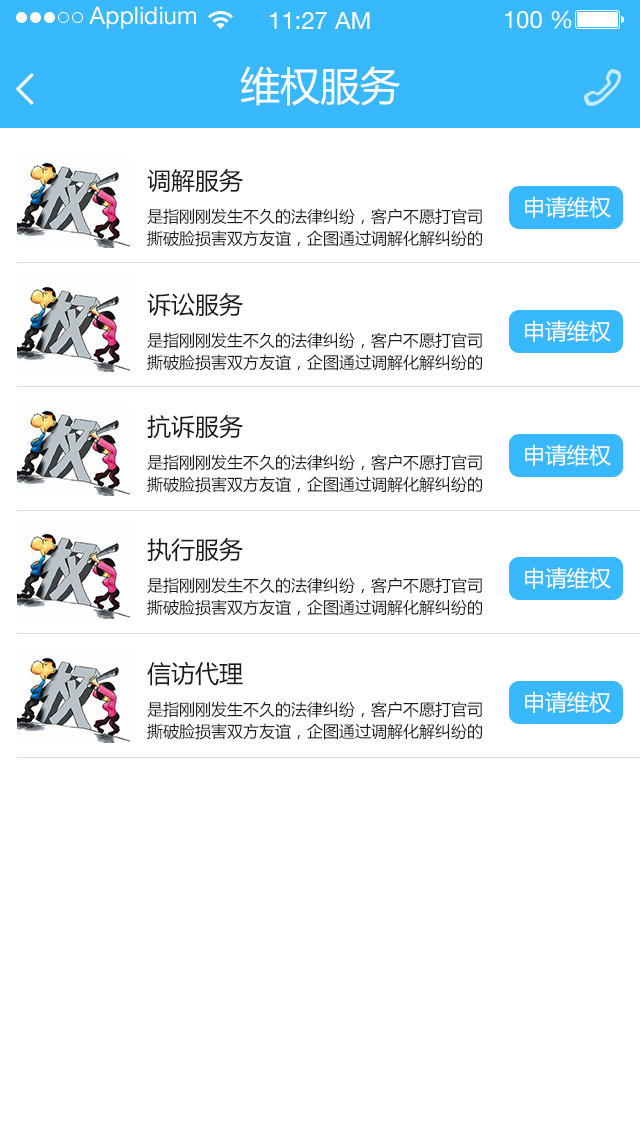 Applidium 11:27 AM 100 %
维权服务
权
调解服务
是指刚刚发生不久的法律纠纷，客户不愿打官司
撕破脸损害双方友谊，企图通过调解化解纠纷的
申请维权
权
诉讼服务
是指刚刚发生不久的法律纠纷，客户不愿打官司
撕破脸损害双方友谊，企图通过调解化解纠纷的
申请维权
权
抗诉服务
是指刚刚发生不久的法律纠纷，客户不愿打官司
撕破脸损害双方友谊，企图通过调解化解纠纷的
申请维权
权
执行服务
是指刚刚发生不久的法律纠纷，客户不愿打官司
撕破脸损害双方友谊，企图通过调解化解纠纷的
申请维权
权
信访代理
是指刚刚发生不久的法律纠纷，客户不愿打官司
撕破脸损害双方友谊，企图通过调解化解纠纷的
申请维权